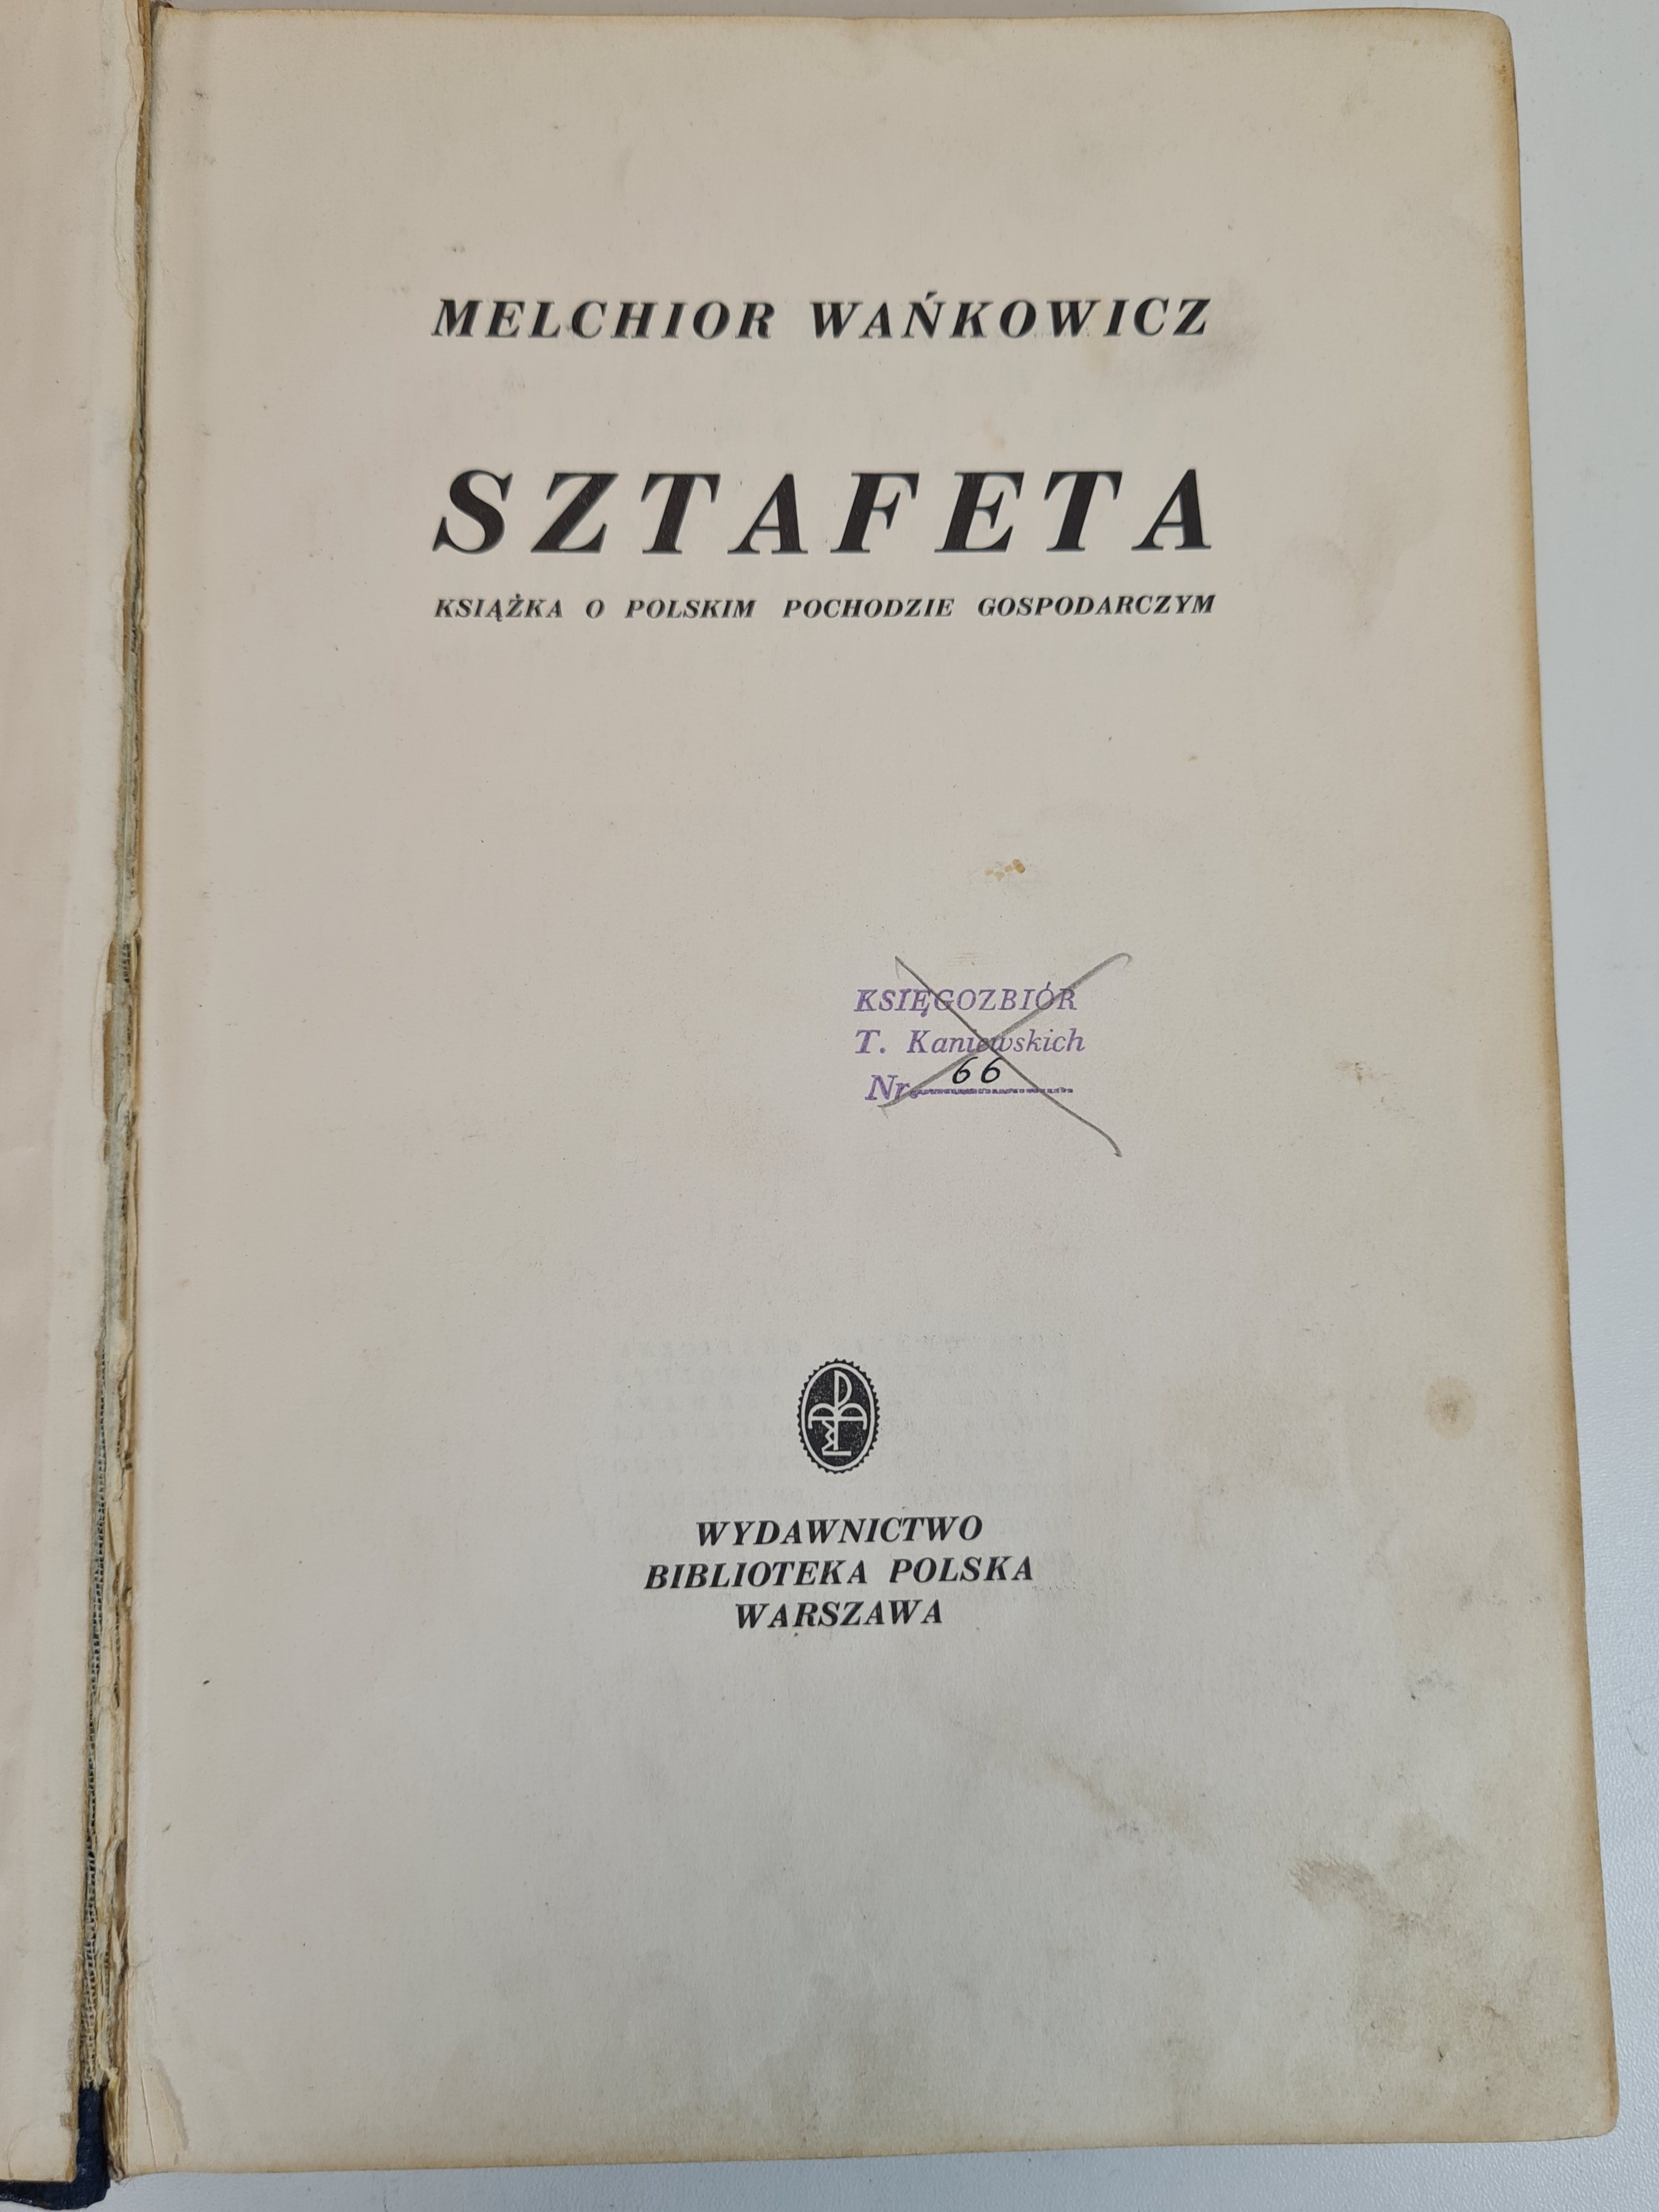 MELCHIOR WAŃKOWICZ
SZTAFETA
KSIĄŻKA O POLSKIM POCHODZIE GOSPODARCZYM
KSIĘGOZBIÓR
T. Kaniewskich
Nr. 66
WYDAWNICTWO
BIBLIOTEKA POLSKA
WARSZAWA